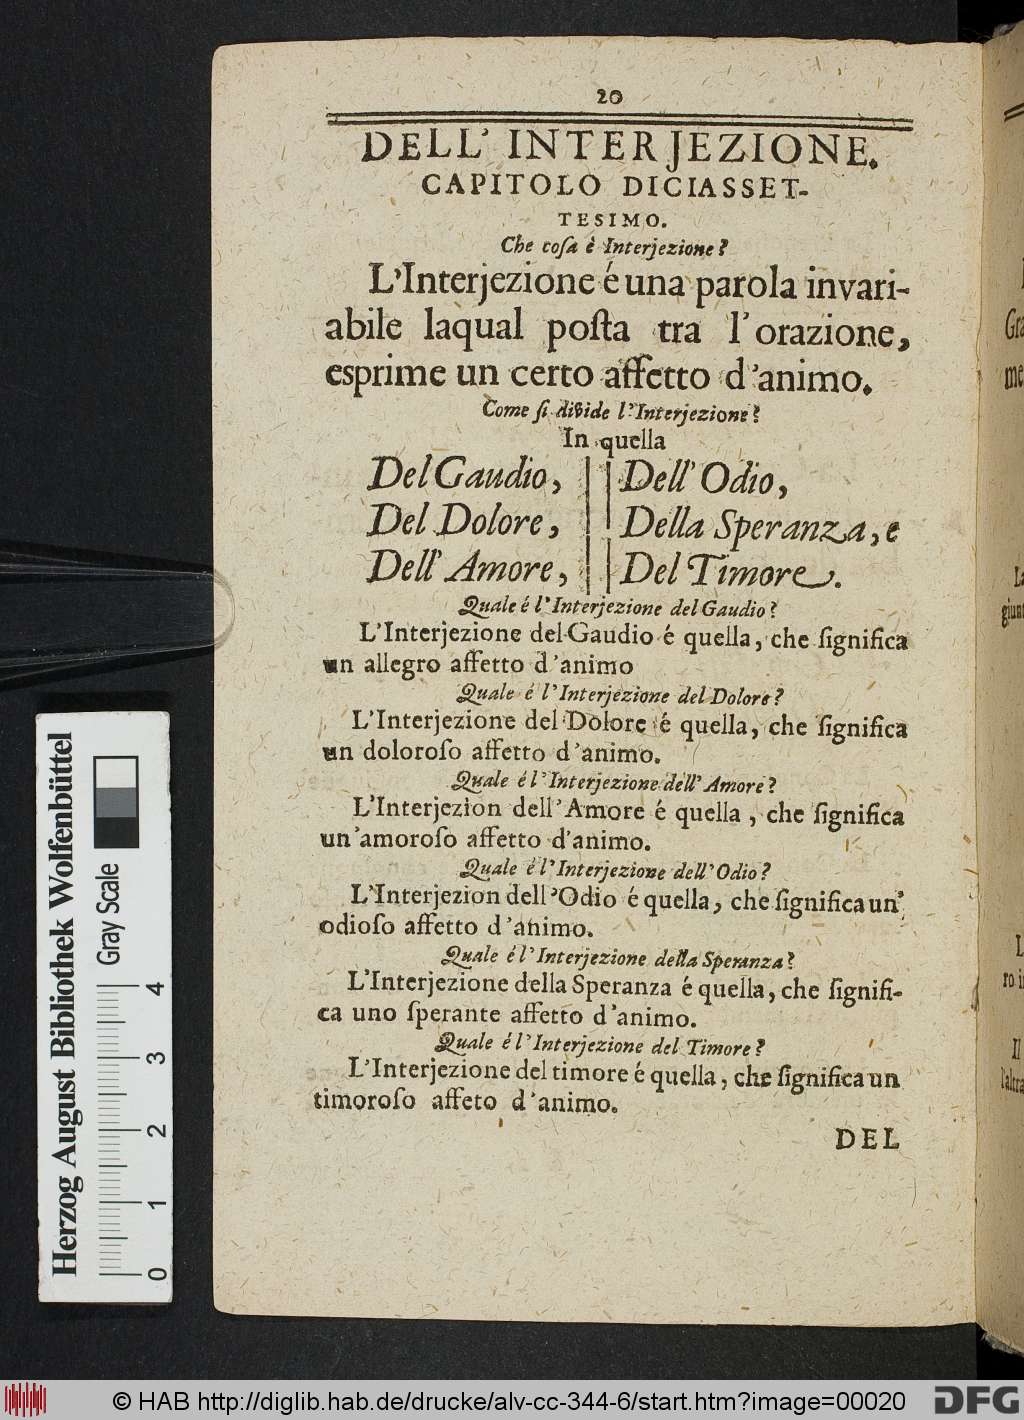 20
DELL' INTERJEZIONE.
CAPITOLO DICIASSET-
TESIMO.
Che coſa è Interjezione?
L'Interjezione é una parola invari-
abile laqual poſta tra l'orazione,
esprime un certo affetto d'animo.
Come ſi divide l'Interjezione?
In quella
Del Gaudio, || Dell' Odio,
Del Dolore, || Della Speranza, e
Dell' Amore, || Del Timore.
Quale é l'Interjezione del Gaudio?
L'Interjezione del Gaudio é quella, che ſignifica
un allegro affetto d'animo
Quale é l'Interjezione del Dolore?
L'Interjezione del Dolore é quella, che ſignifica
un doloroſo affetto d'animo.
Quale é l'Interjezione dell' Amore?
L'Interjezion dell'Amore é quella, che ſignifica
un'amoroſo affetto d'animo.
Quale é l'Interjezione dell'Odio?
L'Interjezion dell'Odio é quella, che ſignifica un'
odioſo affetto d'animo.
Quale é l'Interjezione della Speranza?
L'Interjezione della Speranza é quella, che ſignifi-
ca uno ſperante affetto d'animo.
Quale é l'Interjezione del Timore?
L'Interjezione del timore é quella, che ſignifica un
timoroſo affeto d'animo.
DEL
Herzog August Bibliothek Wolfenbüttel
Gray Scale
0 1 2 3 4
© HAB http://diglib.hab.de/drucke/alv-cc-344-6/start.htm?image=00020
DFG